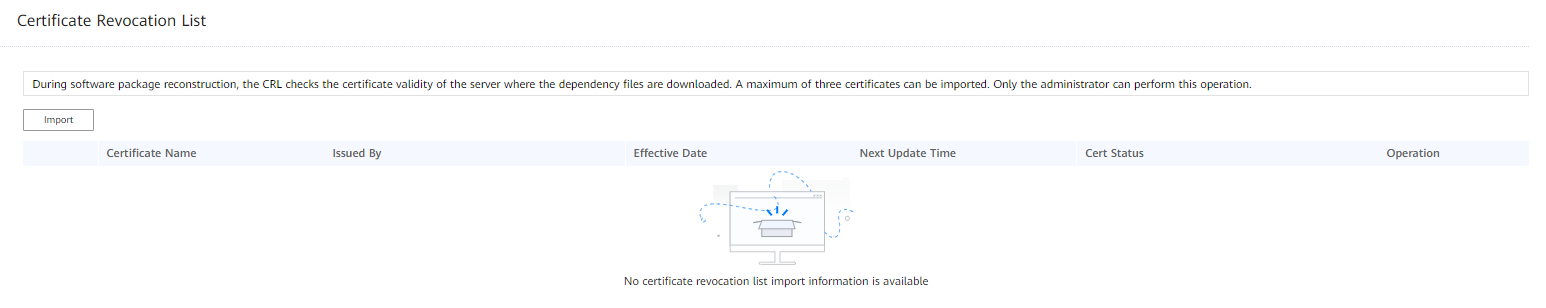 Certificate Revocation List
During software package reconstruction, the CRL checks the certificate validity of the server where the dependency files are downloaded. A maximum of three certificates can be imported. Only the administrator can perform this operation.
Import
Certificate Name Issued By Effective Date Next Update Time Cert Status Operation
No certificate revocation list import information is available